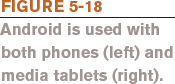 FIGURE 5-18
Android is used with
both phones (left) and
media tablets (right).